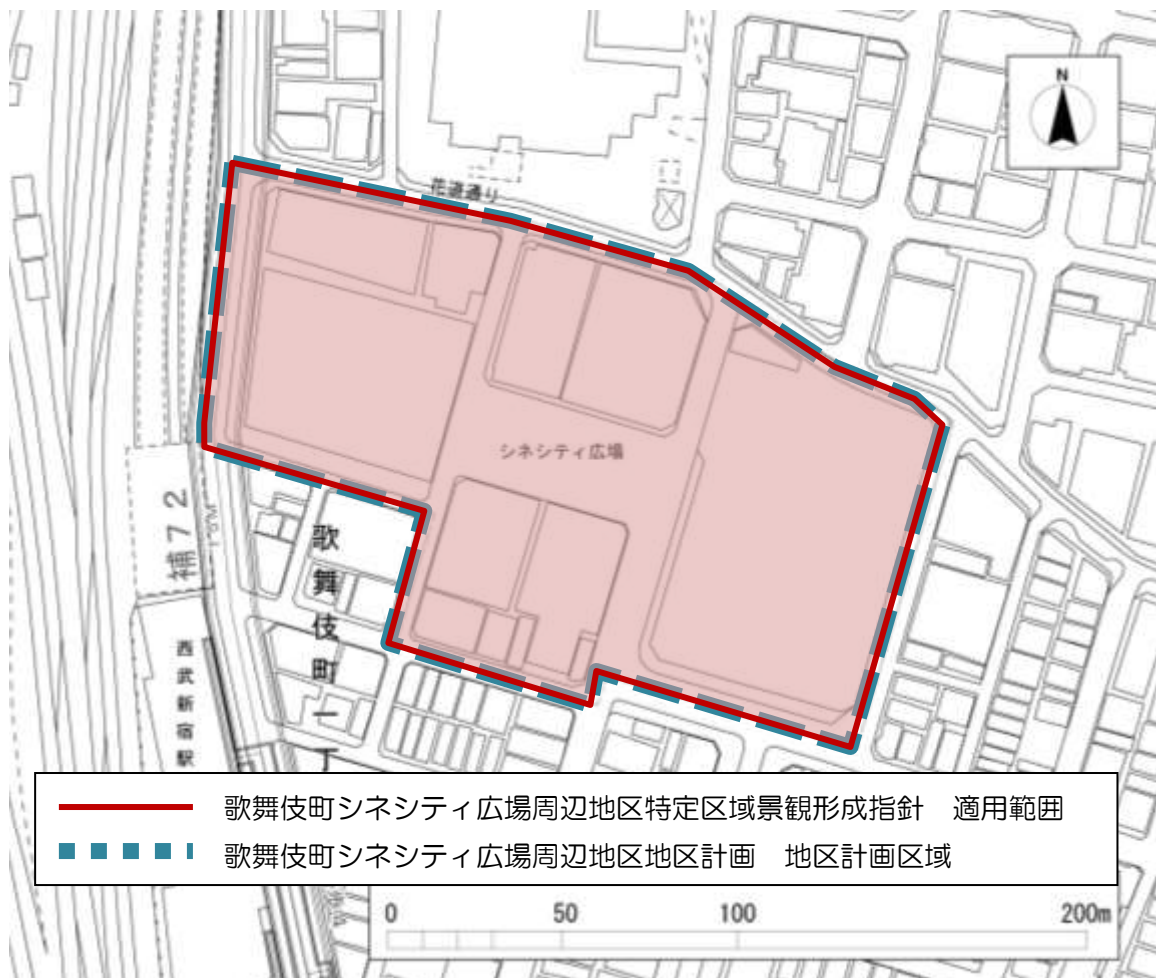 N
花道通り
シネシティ広場
補72
歌舞伎町一丁
西武新宿駅
歌舞伎町シネシティ広場周辺地区特定区域景観形成指針 適用範囲
歌舞伎町シネシティ広場周辺地区地区計画 地区計画区域
0 50 100 200m